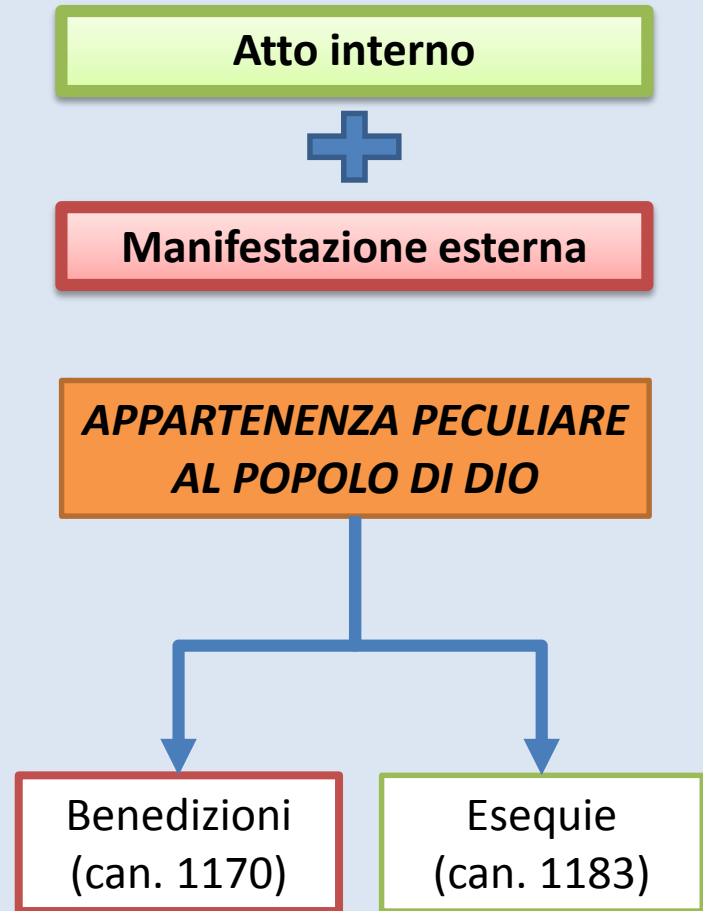 Atto interno
Manifestazione esterna
APPARTENENZA PECULIARE
AL POPOLO DI DIO
Benedizioni
(can. 1170)
Esequie
(can. 1183)